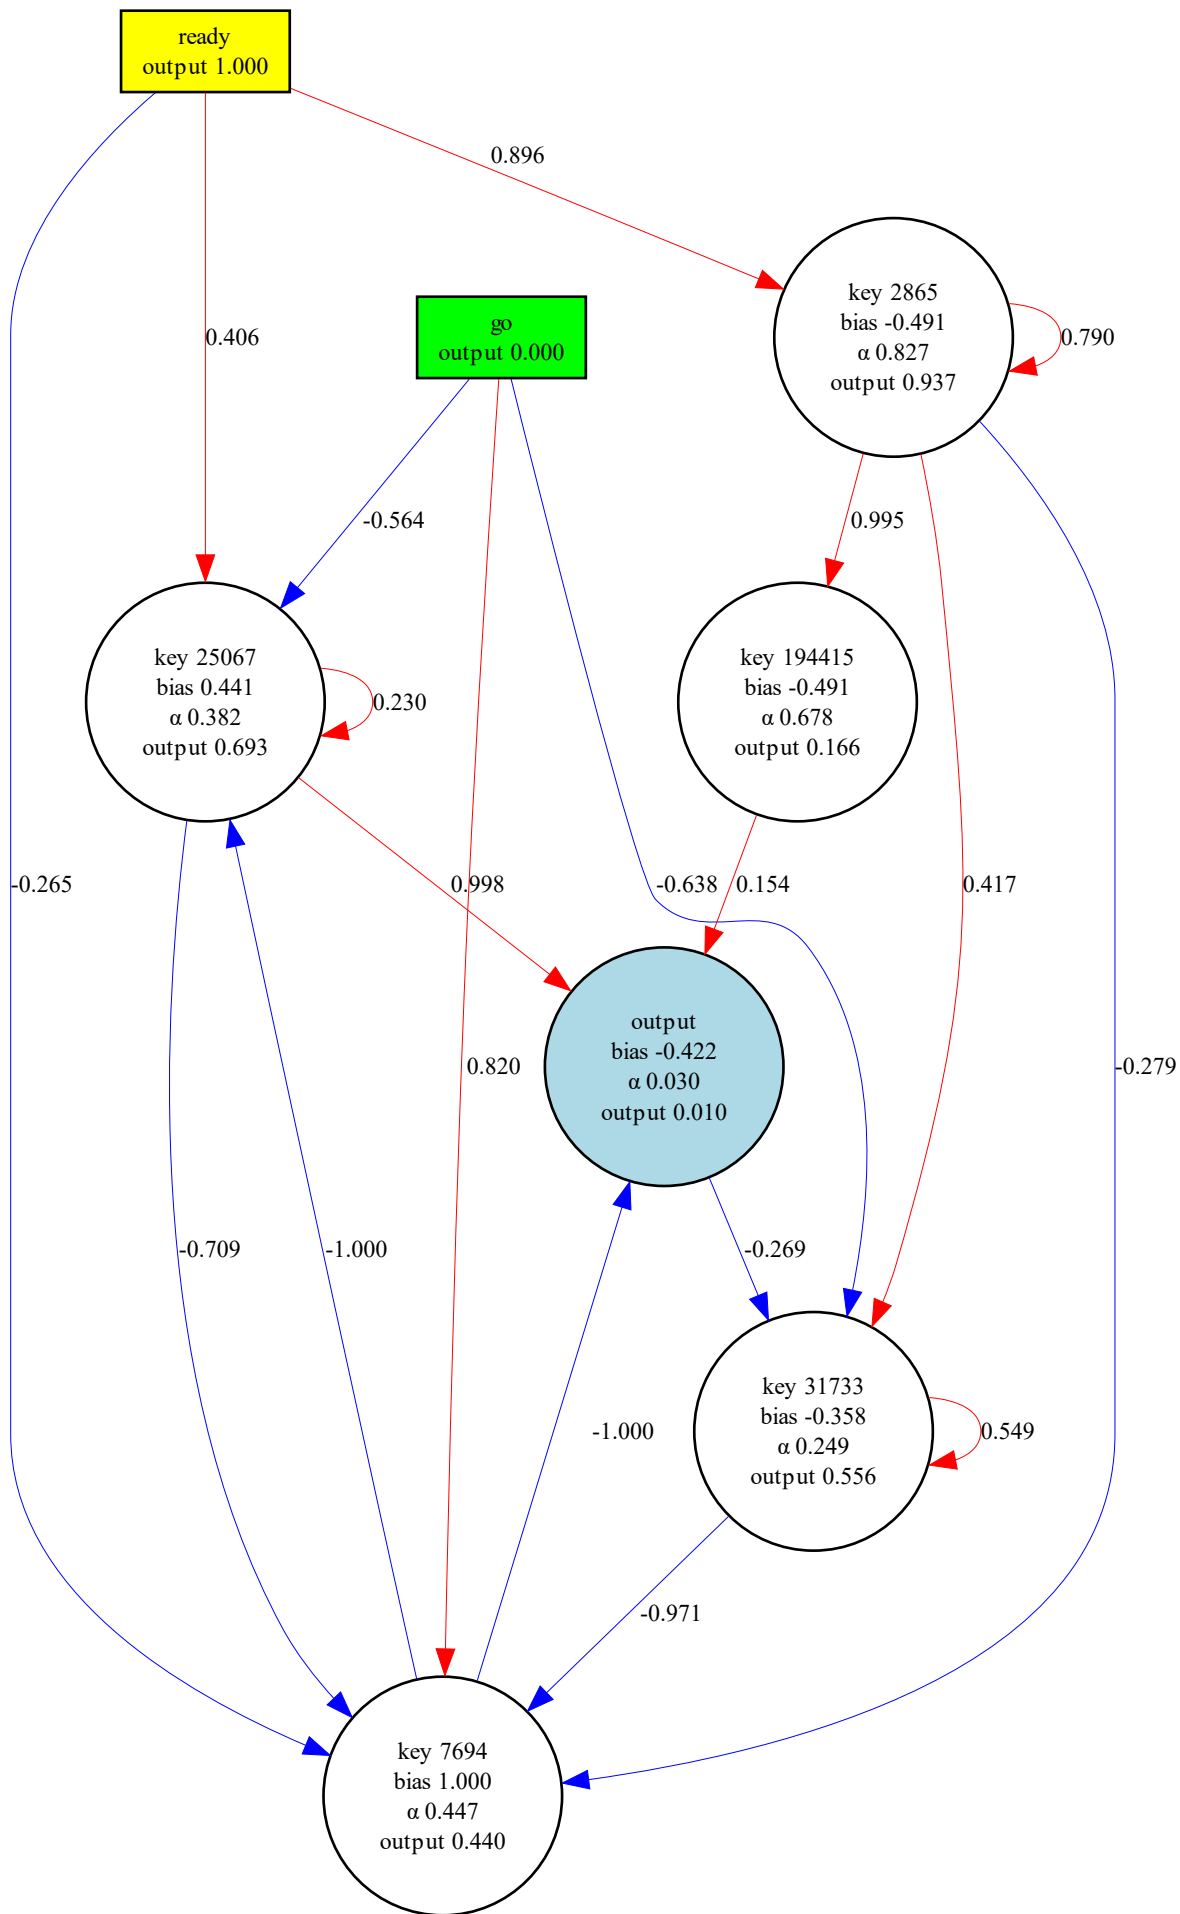 ready
output 1.000
0.896
key 2865
bias -0.491
α 0.827
output 0.937
0.790
go
output 0.000
0.406
-0.564
0.995
key 25067
bias 0.441
α 0.382
output 0.693
0.230
key 194415
bias -0.491
α 0.678
output 0.166
-0.265
0.998
-0.638
0.154
0.417
output
bias -0.422
α 0.030
output 0.010
0.820
-0.279
-0.709
-1.000
-0.269
key 31733
bias -0.358
α 0.249
output 0.556
-1.000
0.549
-0.971
key 7694
bias 1.000
α 0.447
output 0.440